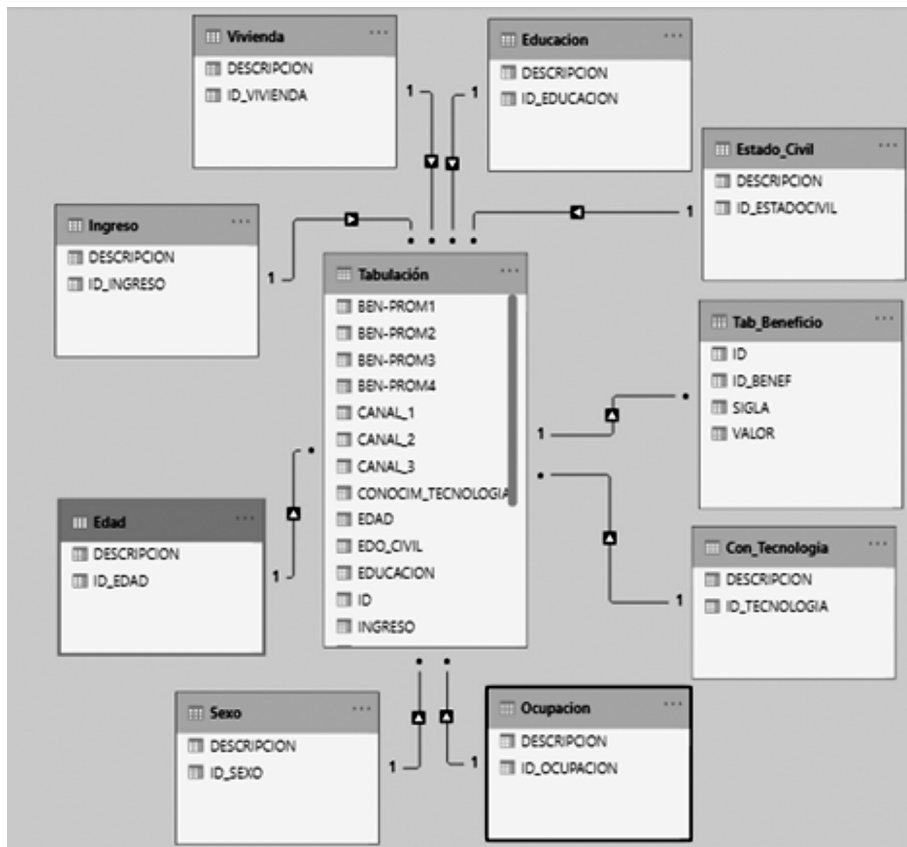 Vivienda
DESCRIPCION
ID_VIVIENDA
1
Educacion
DESCRIPCION
ID_EDUCACION
1
Estado_Civil
DESCRIPCION
ID_ESTADOCIVIL
1
Ingreso
DESCRIPCION
ID_INGRESO
1
Tabulación
BEN-PROM1
BEN-PROM2
BEN-PROM3
BEN-PROM4
CANAL_1
CANAL_2
CANAL_3
CONOCIM_TECNOLOGIA
EDAD
EDO_CIVIL
EDUCACION
ID
INGRESO
Tab_Beneficio
ID
ID_BENEF
SIGLA
VALOR
1
Edad
DESCRIPCION
ID_EDAD
1
Con_Tecnologia
DESCRIPCION
ID_TECNOLOGIA
1
Sexo
DESCRIPCION
ID_SEXO
1
Ocupacion
DESCRIPCION
ID_OCUPACION
1